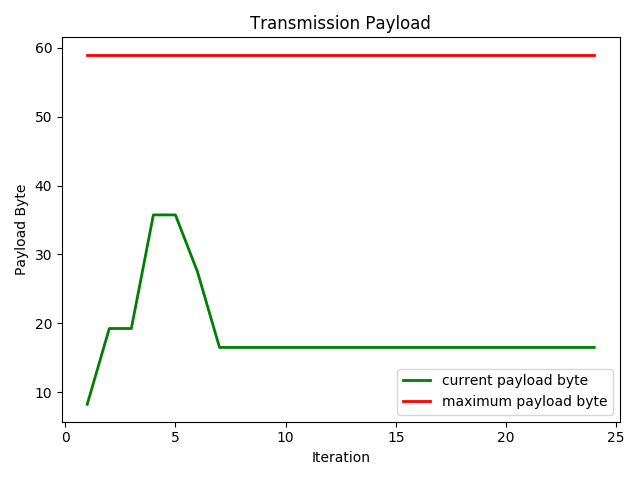 Transmission Payload
60
50
40
30
20
10
Payload Byte
0
5
10
15
20
25
Iteration
current payload byte
maximum payload byte